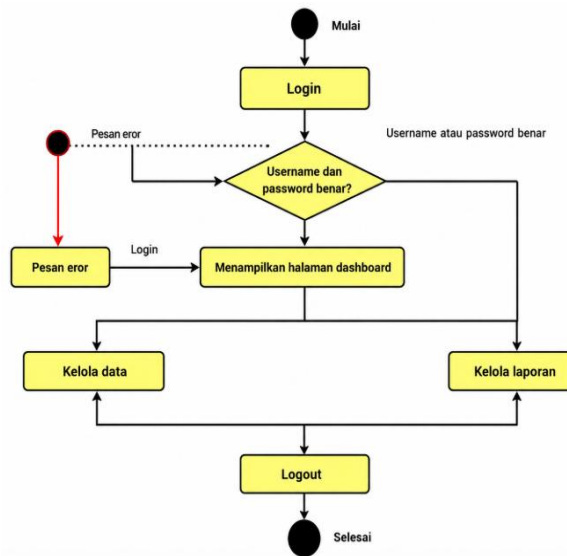 Mulai
Login
Pesan eror
Username atau password benar
Username dan
password benar?
Pesan eror
Login
Menampilkan halaman dashboard
Kelola data
Kelola laporan
Logout
Selesai